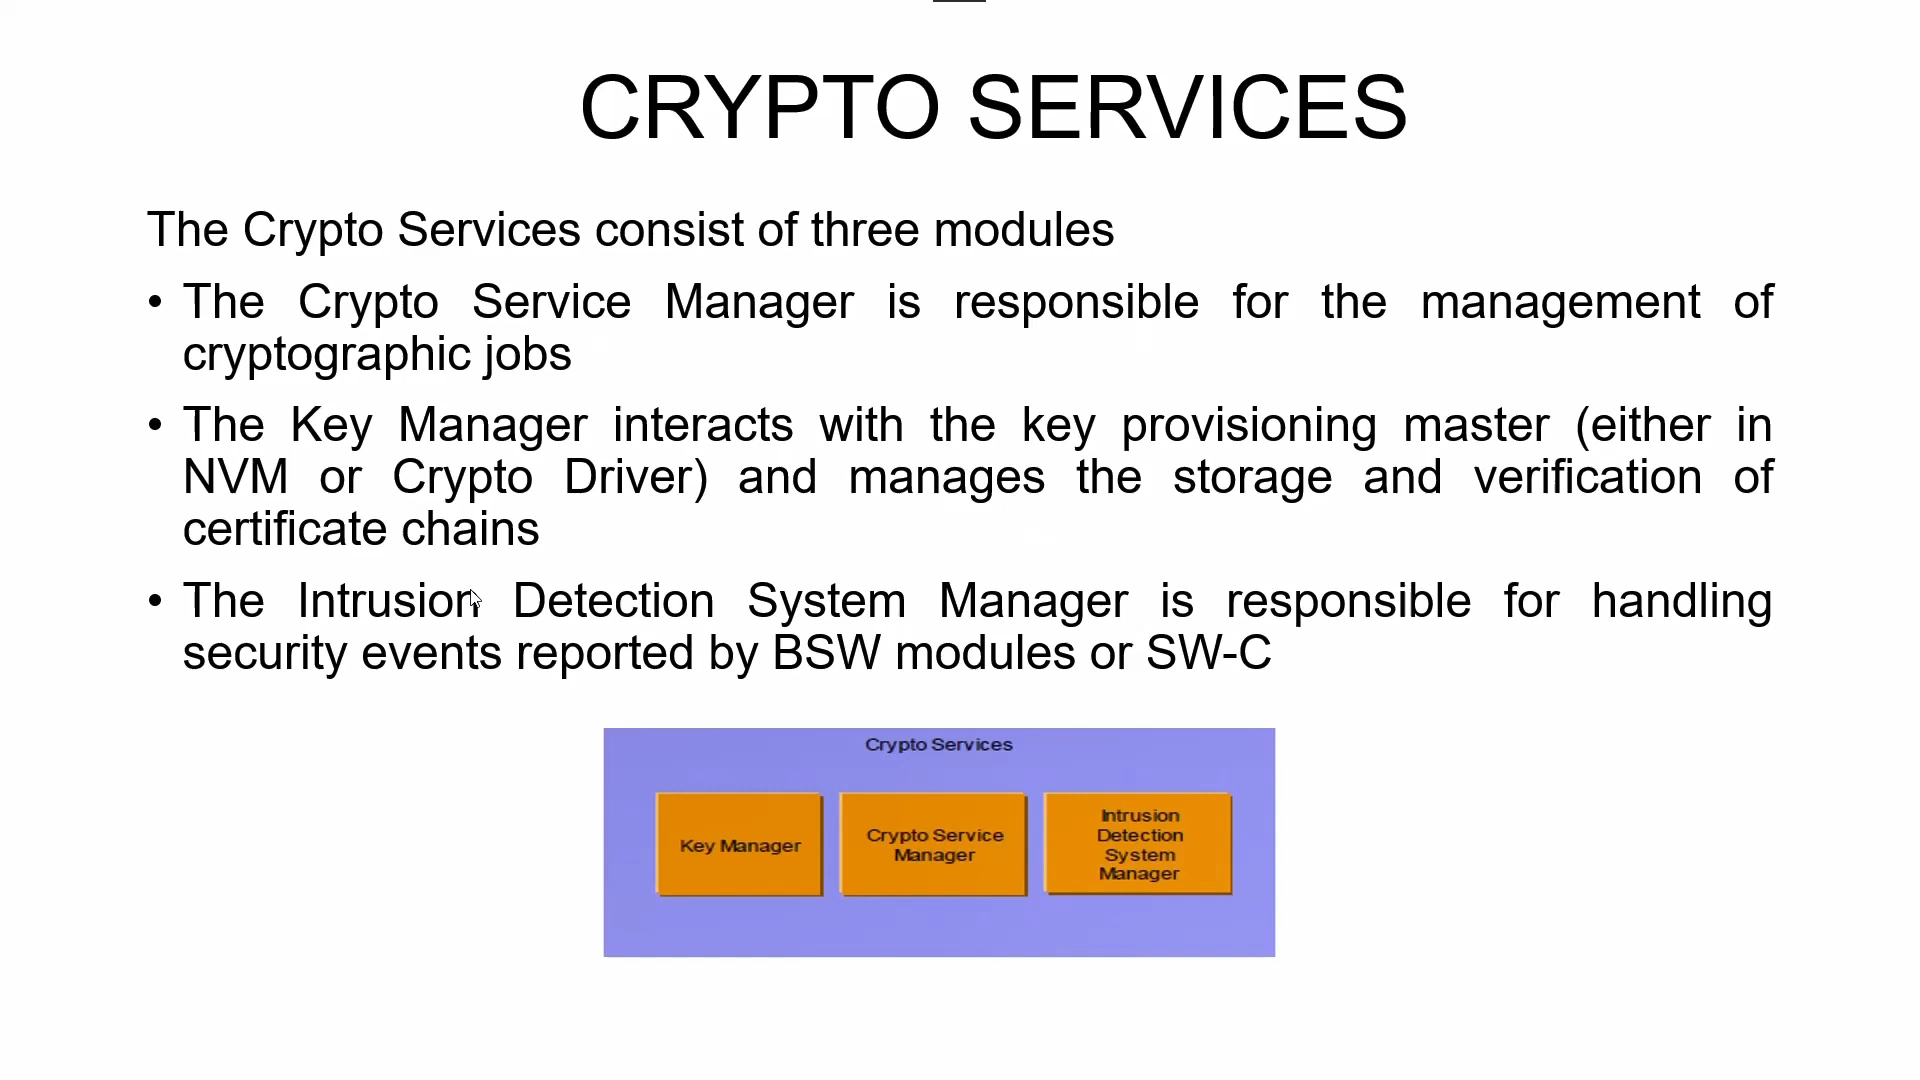 CRYPTO SERVICES
The Crypto Services consist of three modules
• The Crypto Service Manager is responsible for the management of
cryptographic jobs
• The Key Manager interacts with the key provisioning master (either in
NVM or Crypto Driver) and manages the storage and verification of
certificate chains
• The Intrusion Detection System Manager is responsible for handling
security events reported by BSW modules or SW-C
Crypto Services
Key Manager
Crypto Service
Manager
Intrusion
Detection
System
Manager